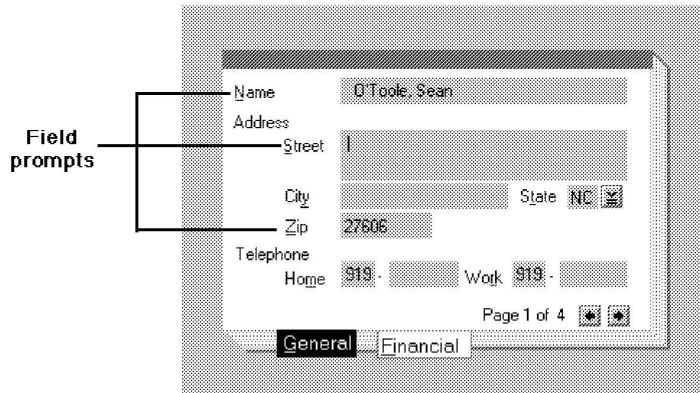 Field
prompts
Name O'Toole, Sean
Address
Street
City State NC
Zip 27606
Telephone
Home 919 - Work 919 -
Page 1 of 4
General Financial